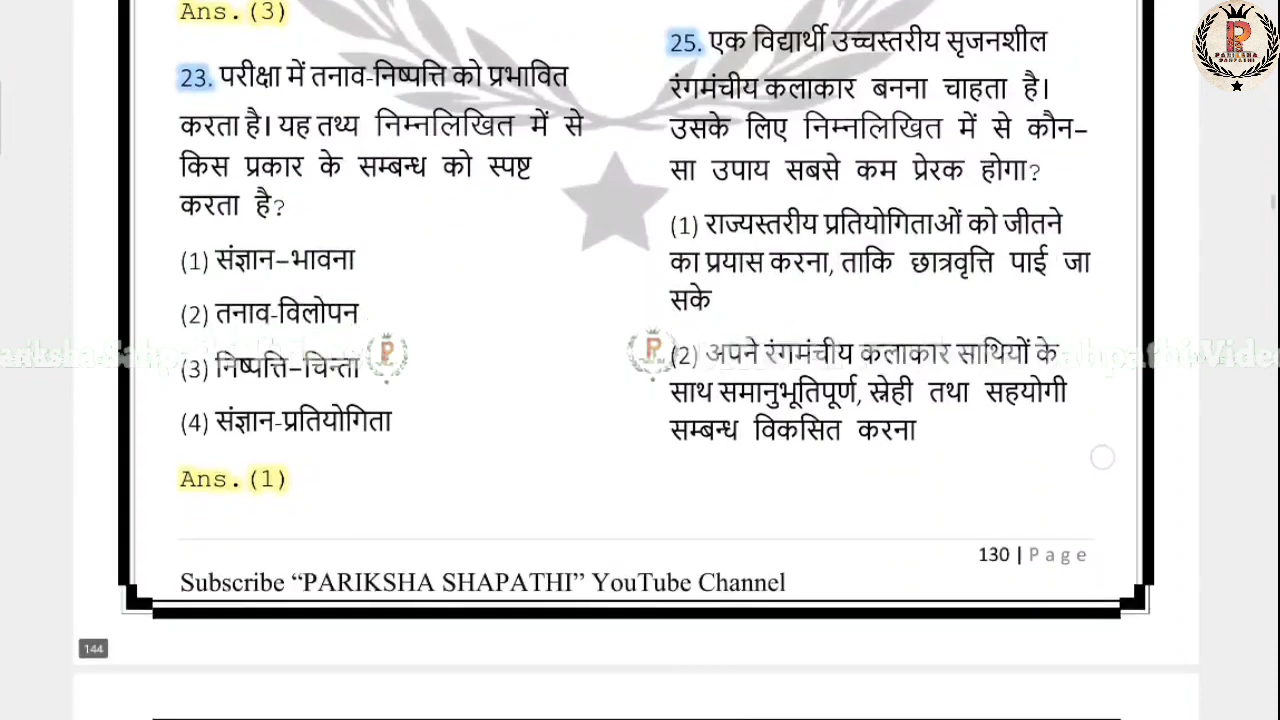 Ans.(3)
23. परीक्षा में तनाव-निष्पत्ति को प्रभावित
करता है। यह तथ्य निम्नलिखित में से
किस प्रकार के सम्बन्ध को स्पष्ट
करता है?
(1) संज्ञान–भावना
(2) तनाव-विलोपन
(3) निष्पत्ति–चिन्ता
(4) संज्ञान-प्रतियोगिता
Ans.(1)
25. एक विद्यार्थी उच्चस्तरीय सृजनशील
रंगमंचीय कलाकार बनना चाहता है।
उसके लिए निम्नलिखित में से कौन–
सा उपाय सबसे कम प्रेरक होगा?
(1) राज्यस्तरीय प्रतियोगिताओं को जीतने
का प्रयास करना, ताकि छात्रवृत्ति पाई जा
सके
(2) अपने रंगमंचीय कलाकार साथियों के
साथ समानुभूतिपूर्ण, स्नेही तथा सहयोगी
सम्बन्ध विकसित करना
130 | Page
Subscribe “PARIKSHA SHAPATHI” YouTube Channel
144